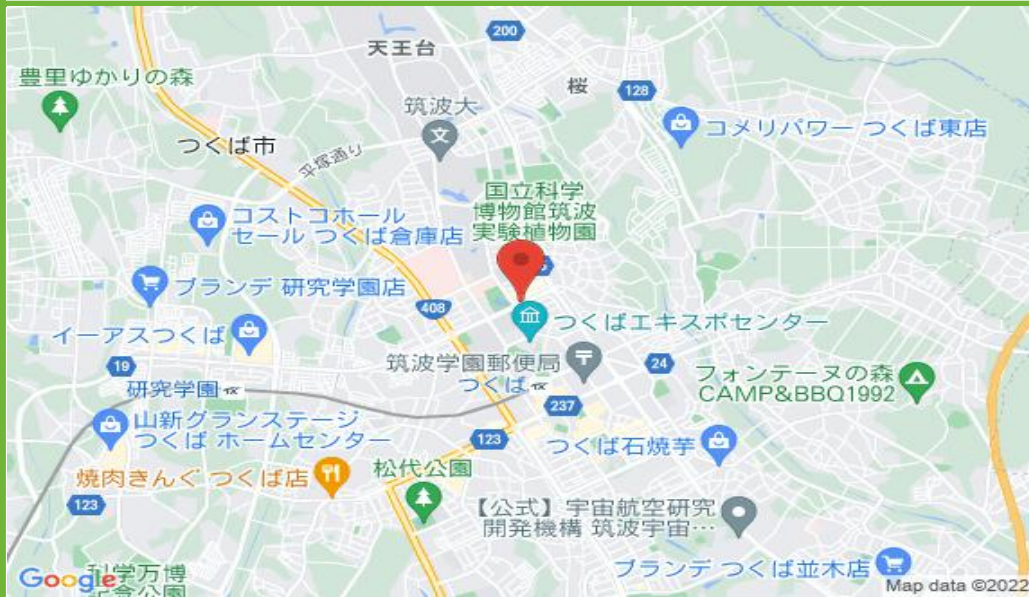 200
天王台
豊里ゆかりの森
桜
128
筑波大
文
コメリパワー つくば東店
つくば市
平塚通り
国立科学
博物館筑波
実験植物園
コストコホール
セール つくば倉庫店
ブランデ 研究学園店
408
つくばエキスポセンター
イーアスつくば
筑波学園郵便局
〒
24
19
研究学園
つくば
フォンテーヌの森
CAMP&BBQ1992
237
山新グランステージ
つくば ホームセンター
123
つくば石焼芋
焼肉きんぐ つくば店
松代公園
123
【公式】宇宙航空研究
開発機構 筑波宇宙…
ブランデ つくば並木店
Google
科学万博
記念公園
Map data ©2022